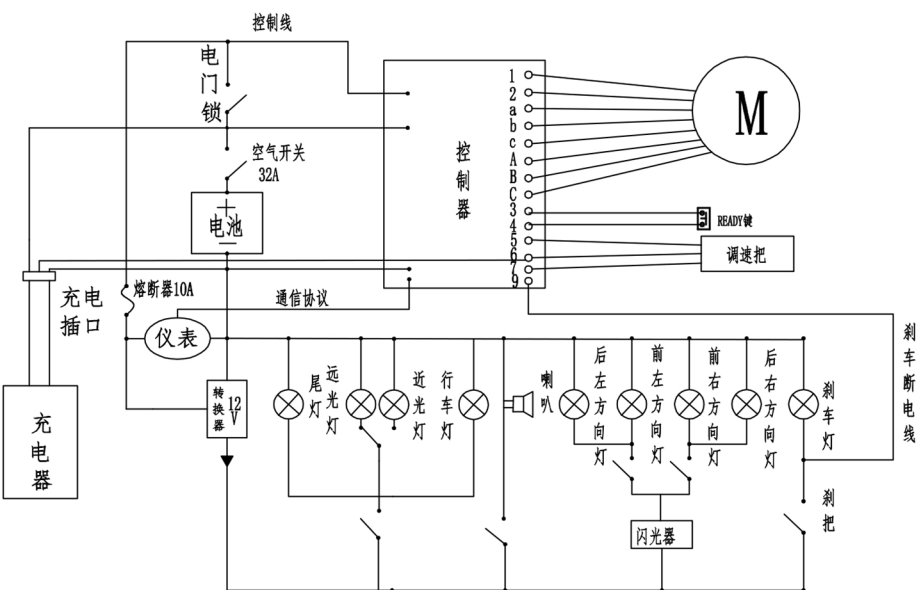 控制线
电门锁
空气开关
32A
+
电池
−
控制器
1
2
a
b
c
A
B
C
3
4
5
6
7
9
M
READY键
调速把
充电
插口
熔断器10A
通信协议
仪表
充电器
转换器
12V
尾灯
远光灯
近光灯
行车灯
喇叭
后左方向灯
前左方向灯
前右方向灯
后右方向灯
刹车灯
刹车断电线
刹把
闪光器